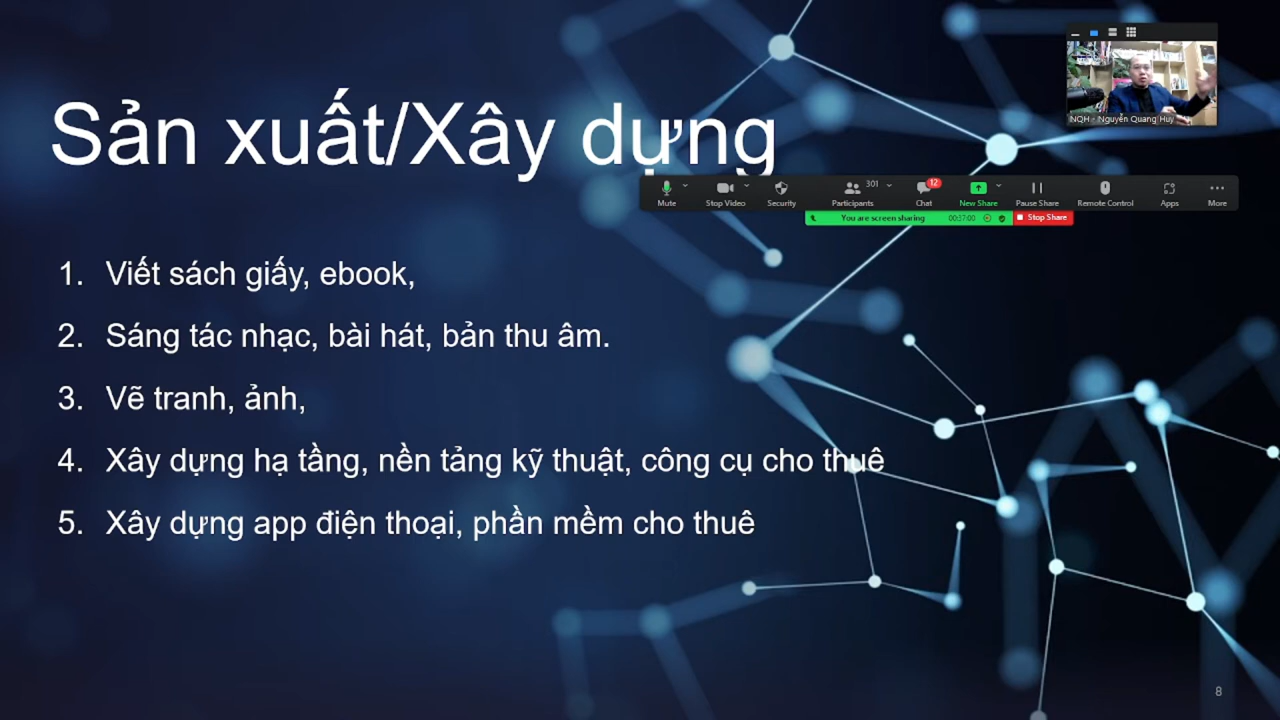 Sản xuất/Xây dựng
NQH - Nguyễn Quang Huy
301
12
Mute
Stop Video
Security
Participants
Chat
New Share
Pause Share
Remote Control
Apps
More
You are screen sharing
00:37:00
Stop Share
1. Viết sách giấy, ebook,
2. Sáng tác nhạc, bài hát, bản thu âm.
3. Vẽ tranh, ảnh,
4. Xây dựng hạ tầng, nền tảng kỹ thuật, công cụ cho thuê
5. Xây dựng app điện thoại, phần mềm cho thuê
8